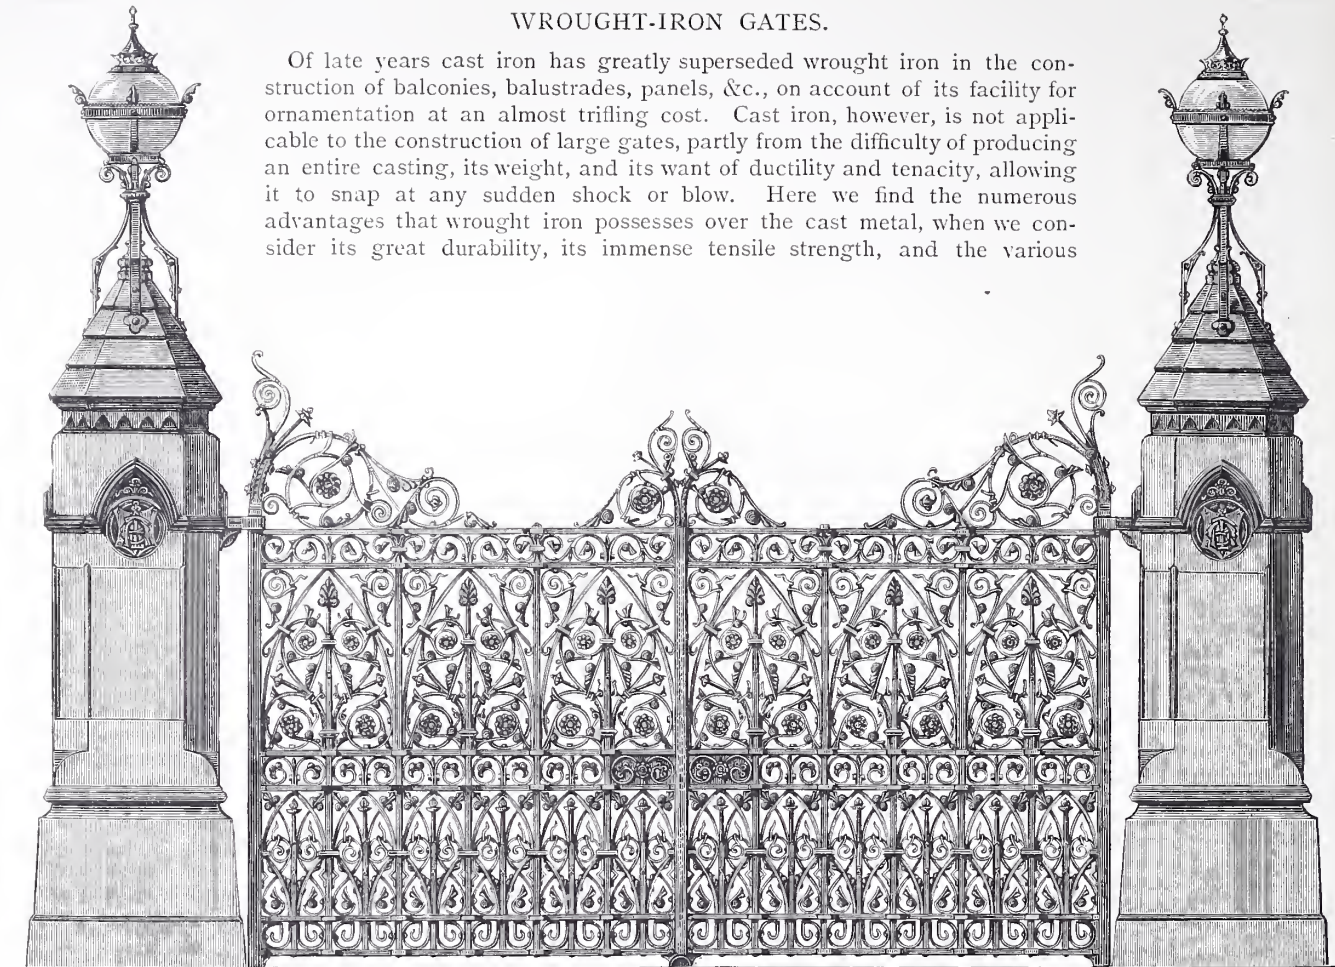 WROUGHT-IRON GATES.
Of late years cast iron has greatly superseded wrought iron in the con-
struction of balconies, balustrades, panels, &c., on account of its facility for
ornamentation at an almost trifling cost. Cast iron, however, is not appli-
cable to the construction of large gates, partly from the difficulty of producing
an entire casting, its weight, and its want of ductility and tenacity, allowing
it to snap at any sudden shock or blow. Here we find the numerous
advantages that wrought iron possesses over the cast metal, when we con-
sider its great durability, its immense tensile strength, and the various